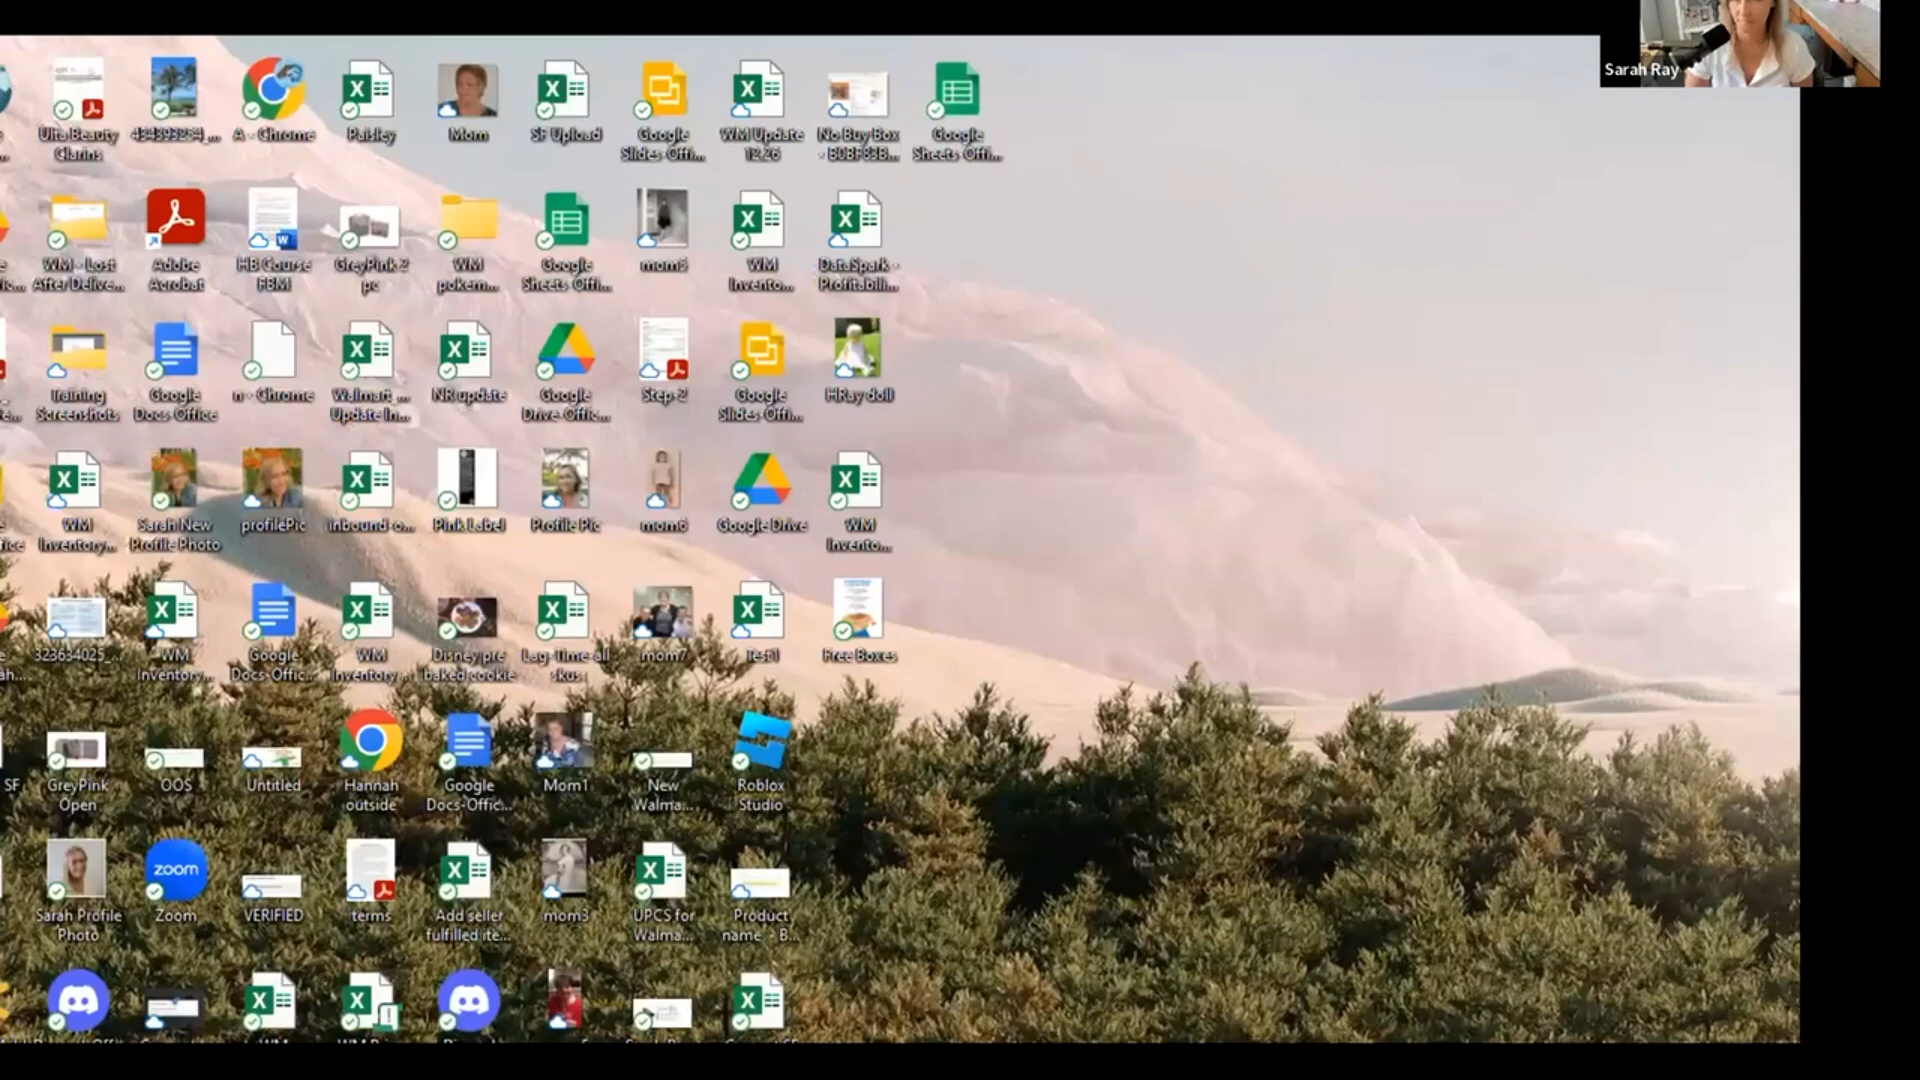 Sarah Ray
Ulta Beauty
Clarins
A - Chrome
Paisley
Mom
SF Upload
Google
Slides-Offi...
WM Update
12.26
No Buy Box
Google
Sheets-Offi...
WM - Lost
After Delive...
Adobe
Acrobat
HB Course
FBM
GreyPink 2
pc
WM
pokem...
Google
Sheets-Offi...
mom5
WM
Invento...
DataSpark -
Profitabili...
Training
Screenshots
Google
Docs-Office
n - Chrome
Walmart_...
Update In...
NR update
Google
Drive-Offic...
Step-2
Google
Slides-Offi...
HRay doll
WM
Inventory...
Sarah New
Profile Photo
profilePic
inbound-o...
Pink Label
Profile Pic
mom6
Google Drive
WM
Invento...
323634025_...
WM
Inventory...
Google
Docs-Offic...
WM
Inventory...
Disney pre
baked cookie
Lag-Time-all
skus
mom7
Test1
Free Boxes
SF
GreyPink
Open
OOS
Untitled
Hannah
outside
Google
Docs-Offic...
Mom1
New
Walma...
Roblox
Studio
zoom
Sarah Profile
Photo
Zoom
VERIFIED
terms
Add seller
fulfilled ite...
mom3
UPCS for
Walma...
Product
name - B...